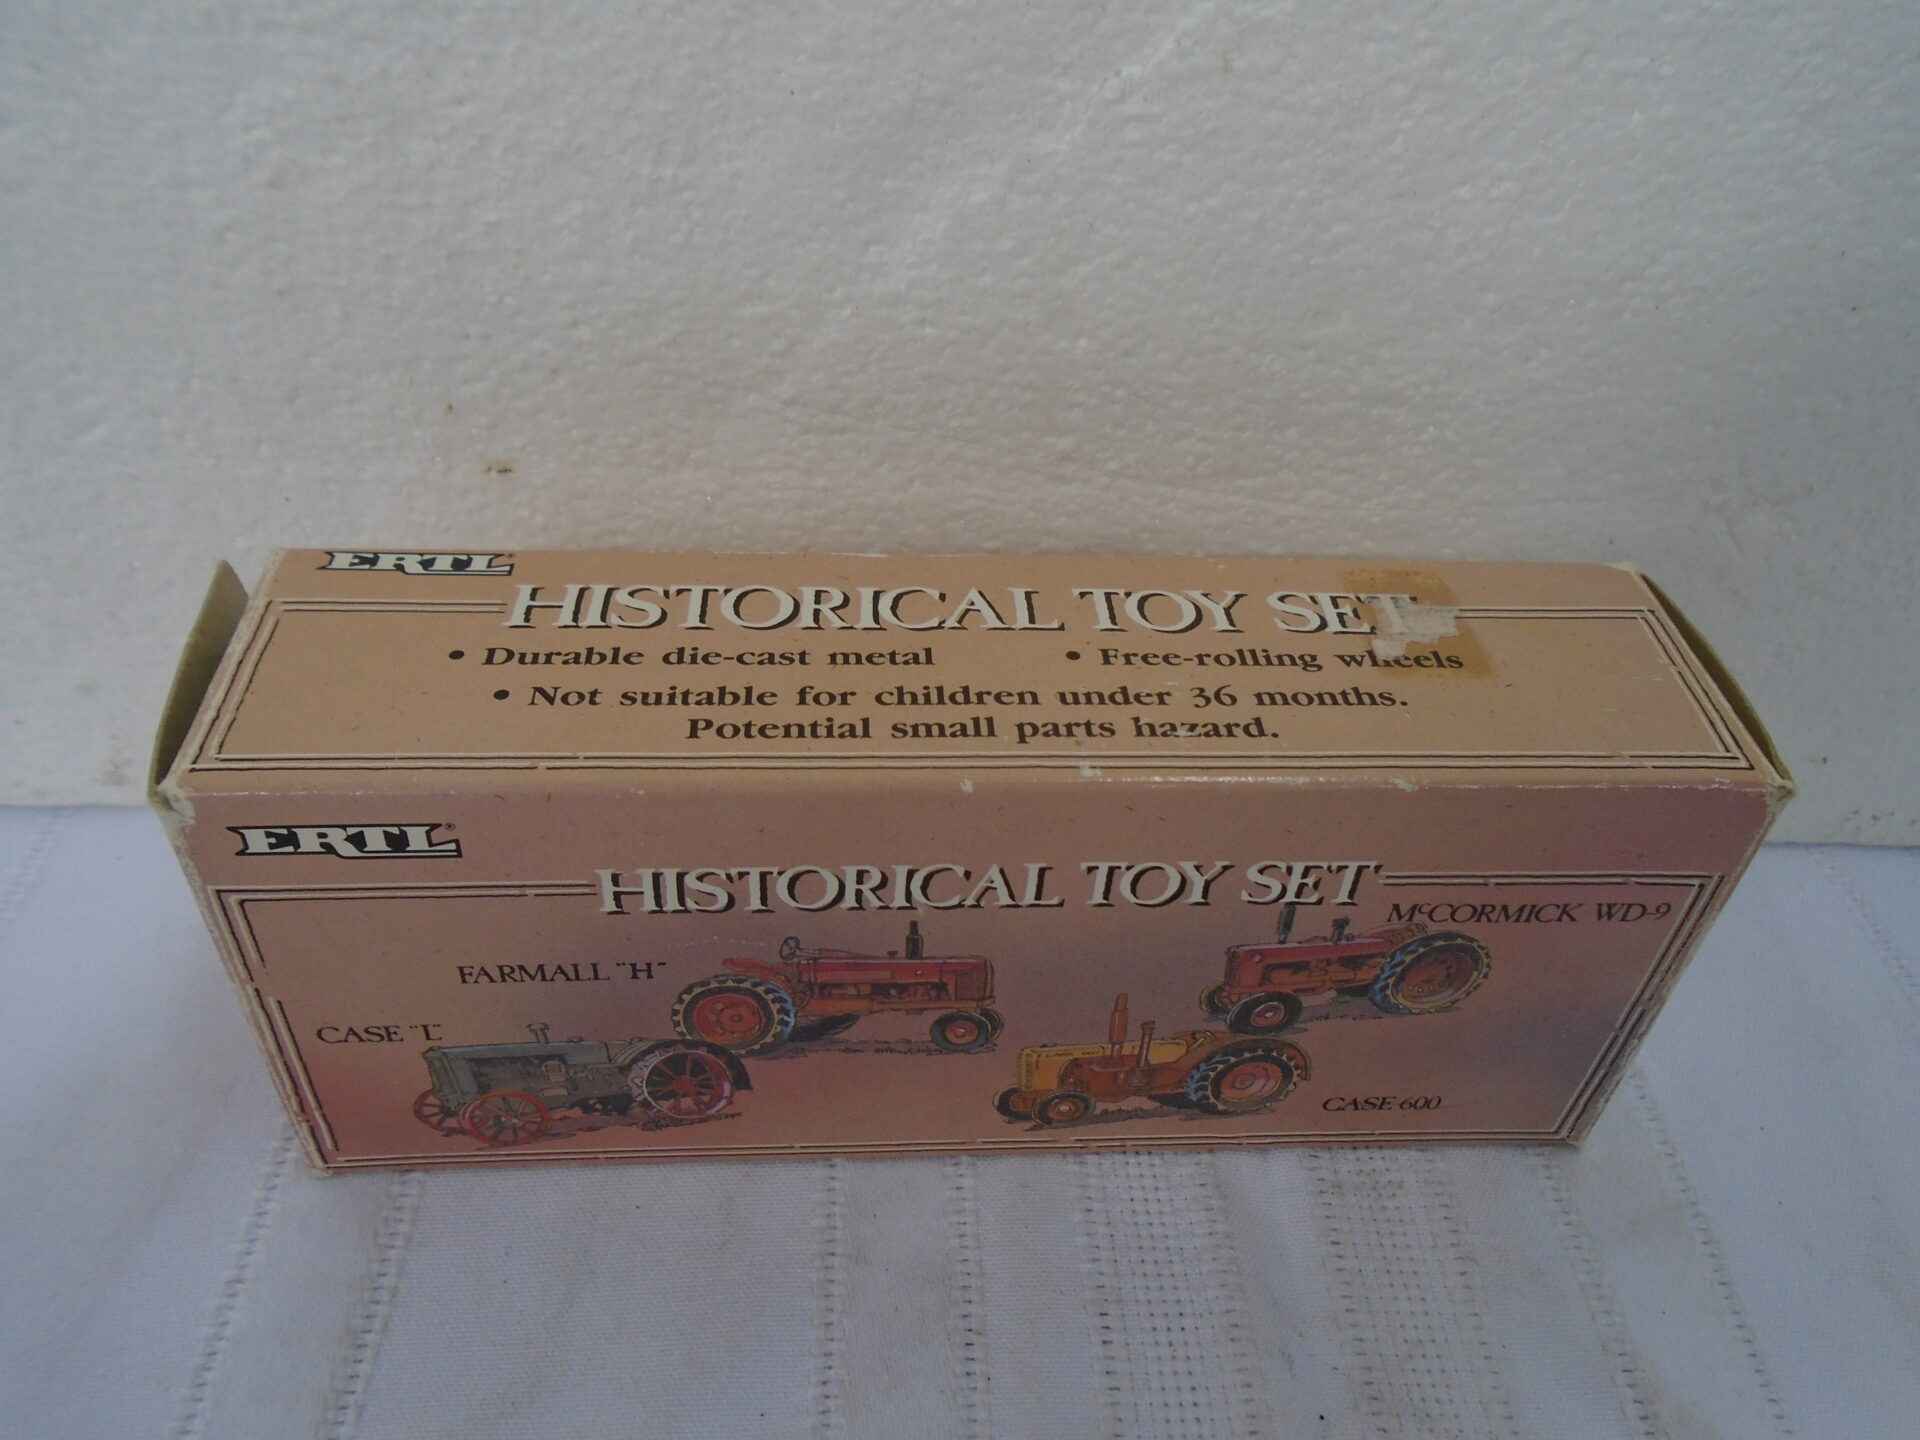 ERTL
HISTORICAL TOY SET
• Durable die-cast metal • Free-rolling wheels
• Not suitable for children under 36 months.
Potential small parts hazard.
ERTL®
HISTORICAL TOY SET
McCORMICK WD-9
FARMALL "H"
CASE "L"
CASE 600